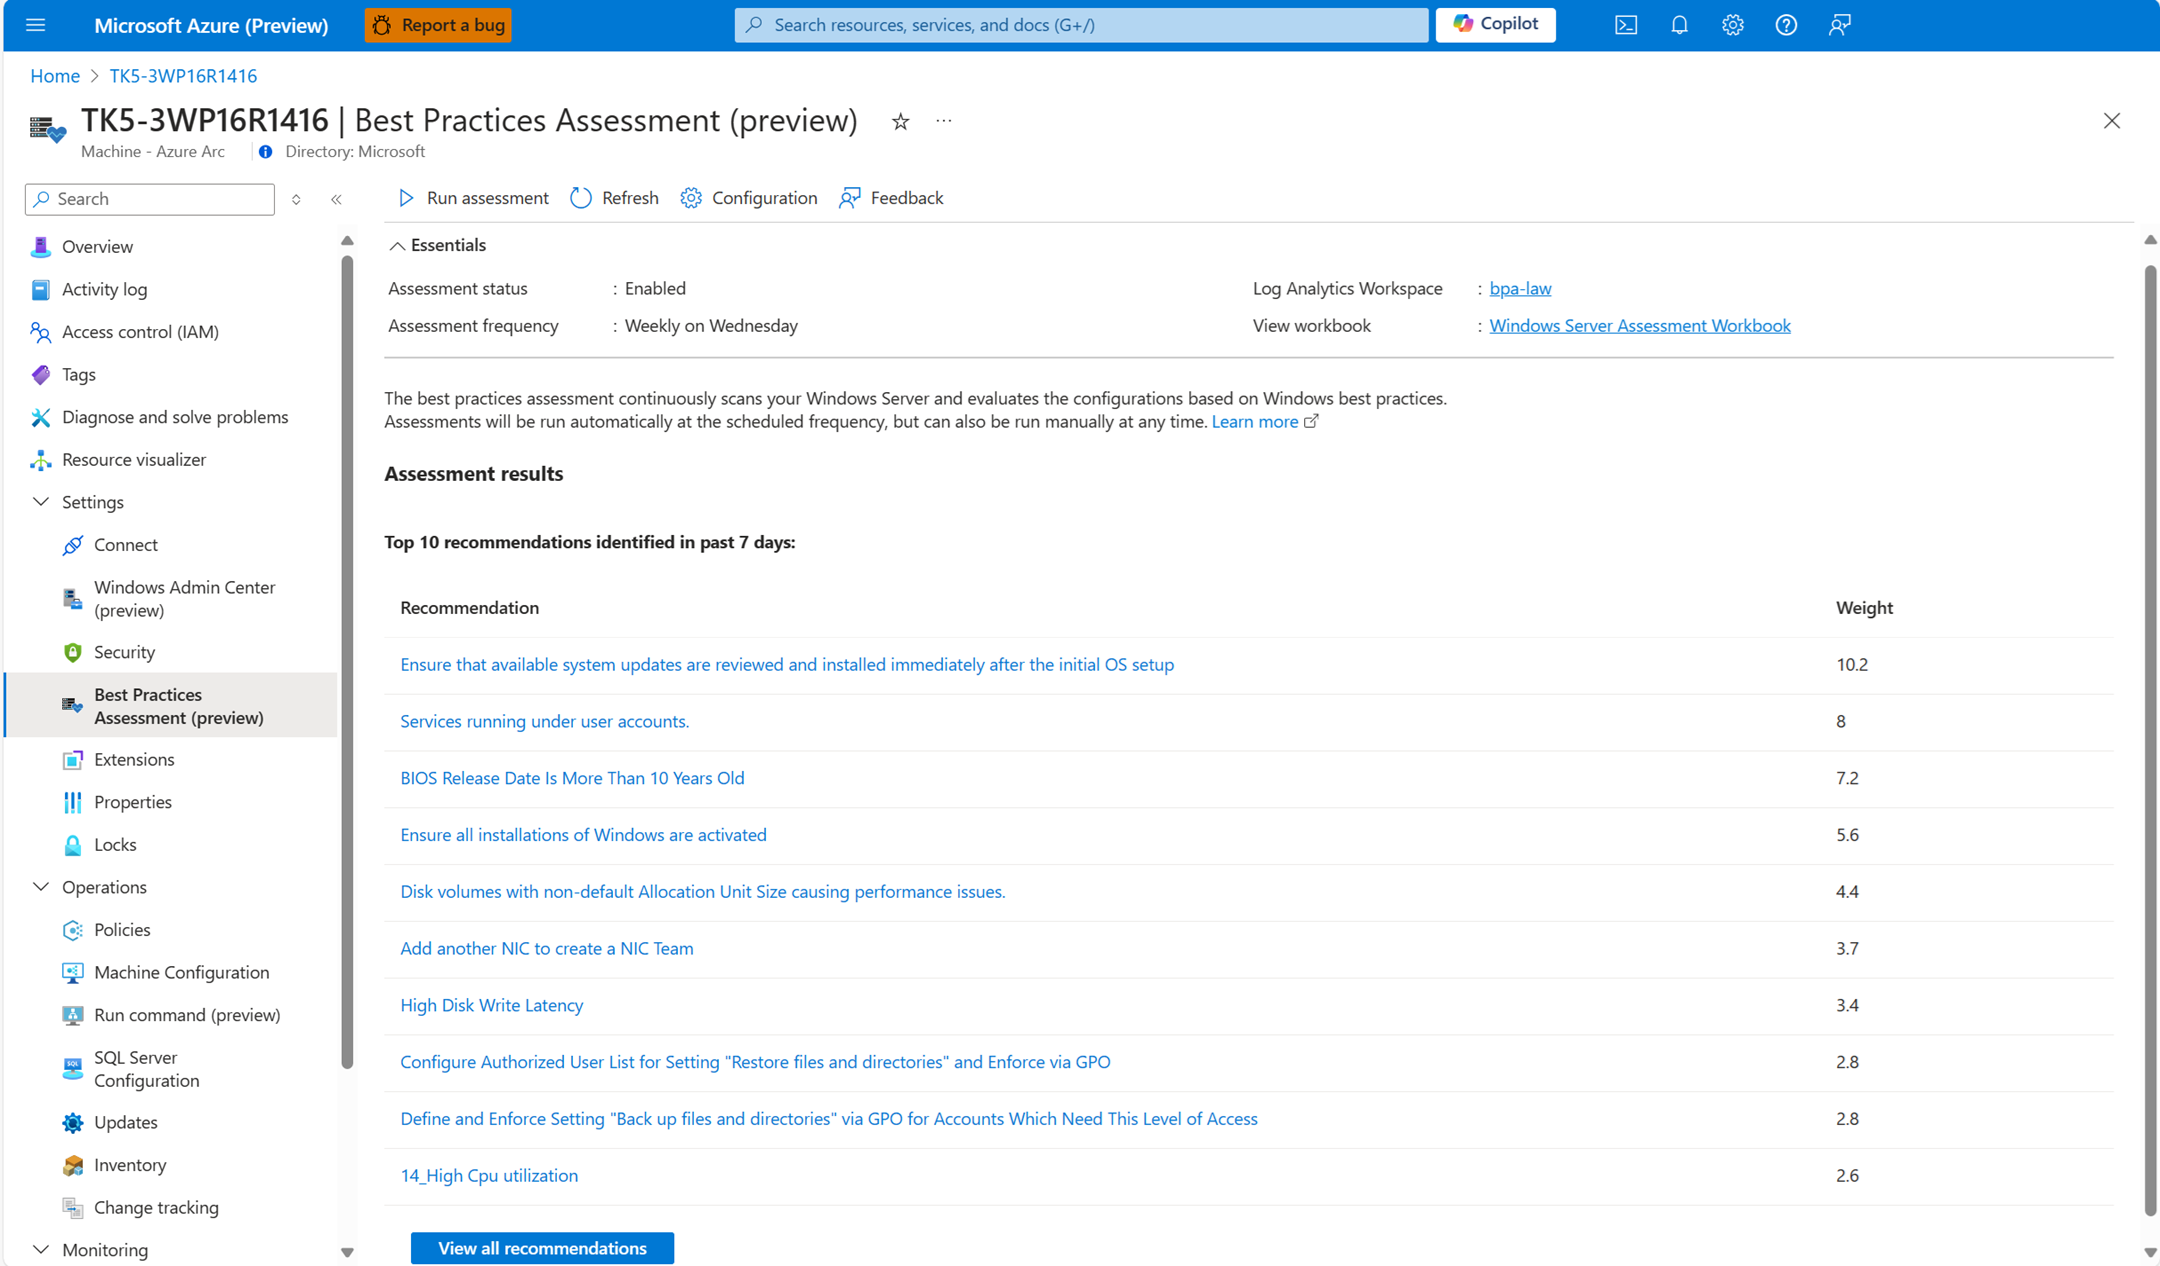 Microsoft Azure (Preview)
Report a bug
Search resources, services, and docs (G+/)
Copilot
Home > TK5-3WP16R1416
TK5-3WP16R1416 | Best Practices Assessment (preview)
Machine - Azure Arc
Directory: Microsoft
Search
Overview
Activity log
Access control (IAM)
Tags
Diagnose and solve problems
Resource visualizer
Settings
Connect
Windows Admin Center
(preview)
Security
Best Practices
Assessment (preview)
Extensions
Properties
Locks
Operations
Policies
Machine Configuration
Run command (preview)
SQL Server
Configuration
Updates
Inventory
Change tracking
Monitoring
Run assessment
Refresh
Configuration
Feedback
Essentials
Assessment status : Enabled
Log Analytics Workspace : bpa-law
Assessment frequency : Weekly on Wednesday
View workbook : Windows Server Assessment Workbook
The best practices assessment continuously scans your Windows Server and evaluates the configurations based on Windows best practices.
Assessments will be run automatically at the scheduled frequency, but can also be run manually at any time. Learn more
Assessment results
Top 10 recommendations identified in past 7 days:
Recommendation Weight
Ensure that available system updates are reviewed and installed immediately after the initial OS setup 10.2
Services running under user accounts. 8
BIOS Release Date Is More Than 10 Years Old 7.2
Ensure all installations of Windows are activated 5.6
Disk volumes with non-default Allocation Unit Size causing performance issues. 4.4
Add another NIC to create a NIC Team 3.7
High Disk Write Latency 3.4
Configure Authorized User List for Setting "Restore files and directories" and Enforce via GPO 2.8
Define and Enforce Setting "Back up files and directories" via GPO for Accounts Which Need This Level of Access 2.8
14_High Cpu utilization 2.6
View all recommendations